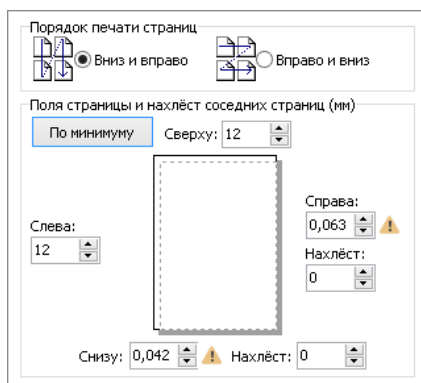 Порядок печати страниц
Вниз и вправо
Вправо и вниз
Поля страницы и нахлёст соседних страниц (мм)
По минимуму
Сверху: 12
Справа:
0,063
Слева:
12
Нахлёст:
0
Снизу: 0,042
Нахлёст: 0